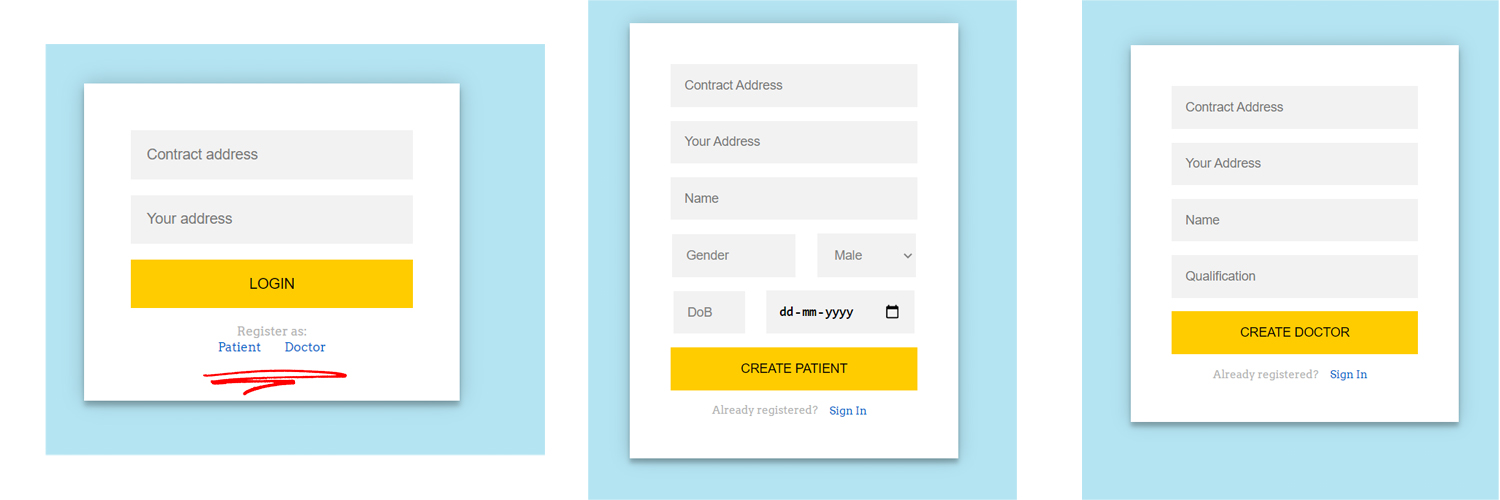 Contract address
Your address
LOGIN
Register as:
Patient Doctor
Contract Address
Your Address
Name
Gender Male
DoB dd-mm-yyyy
CREATE PATIENT
Already registered? Sign In
Contract Address
Your Address
Name
Qualification
CREATE DOCTOR
Already registered? Sign In